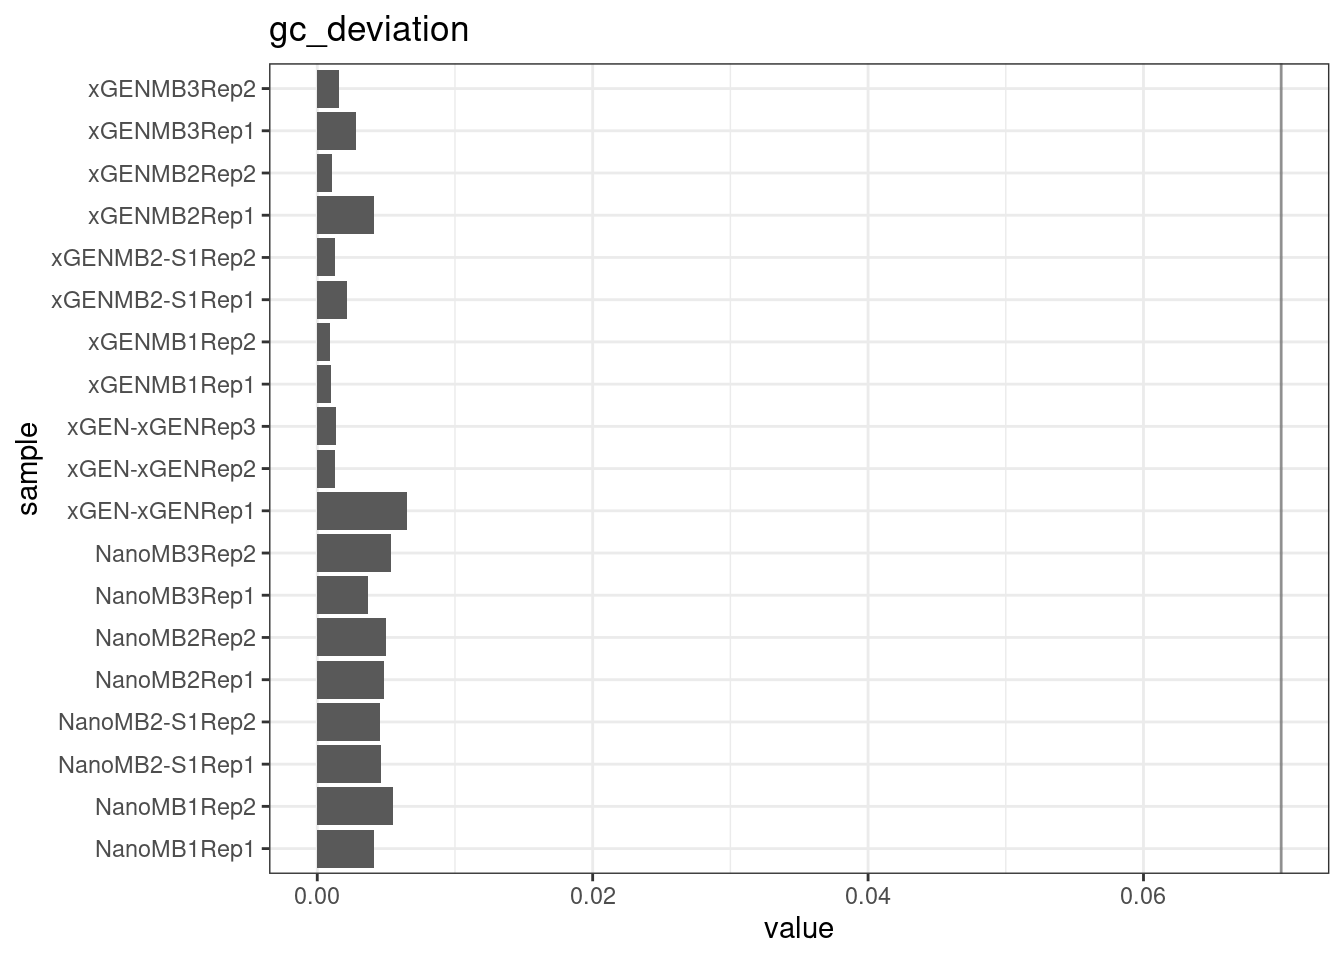 gc_deviation
xGENMB3Rep2
xGENMB3Rep1
xGENMB2Rep2
xGENMB2Rep1
xGENMB2-S1Rep2
xGENMB2-S1Rep1
xGENMB1Rep2
xGENMB1Rep1
xGEN-xGENRep3
xGEN-xGENRep2
xGEN-xGENRep1
NanoMB3Rep2
NanoMB3Rep1
NanoMB2Rep2
NanoMB2Rep1
NanoMB2-S1Rep2
NanoMB2-S1Rep1
NanoMB1Rep2
NanoMB1Rep1
sample
0.00 0.02 0.04 0.06
value